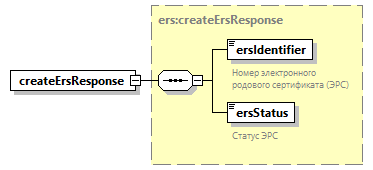 ers:createErsResponse
ersIdentifier
Номер электронного
родового сертификата (ЭРС)
createErsResponse
ersStatus
Статус ЭРС